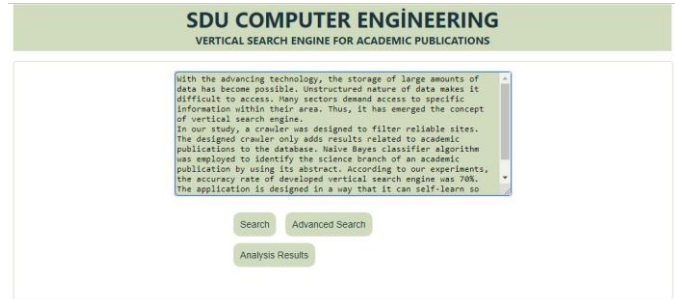 SDU COMPUTER ENGİNEERING
VERTICAL SEARCH ENGINE FOR ACADEMIC PUBLICATIONS
With the advancing technology, the storage of large amounts of
data has become possible. Unstructured nature of data makes it
difficult to access. Many sectors demand access to specific
information within their area. Thus, it has emerged the concept
of vertical search engine.
In our study, a crawler was designed to filter reliable sites.
The designed crawler only adds results related to academic
publications to the database. Naive Bayes classifier algorithm
was employed to identify the science branch of an academic
publication by using its abstract. According to our experiments,
the accuracy rate of developed vertical search engine was 70%.
The application is designed in a way that it can self-learn so
Search Advanced Search
Analysis Results